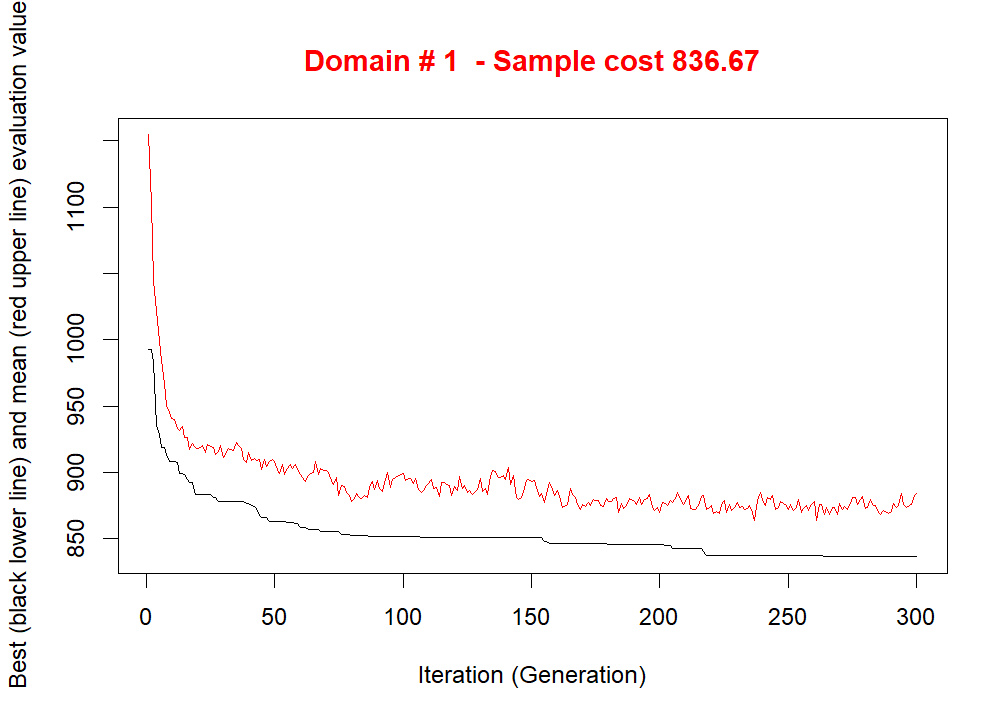 Domain # 1  - Sample cost 836.67
Best (black lower line) and mean (red upper line) evaluation value
1100
1000
950
900
850
0 50 100 150 200 250 300
Iteration (Generation)